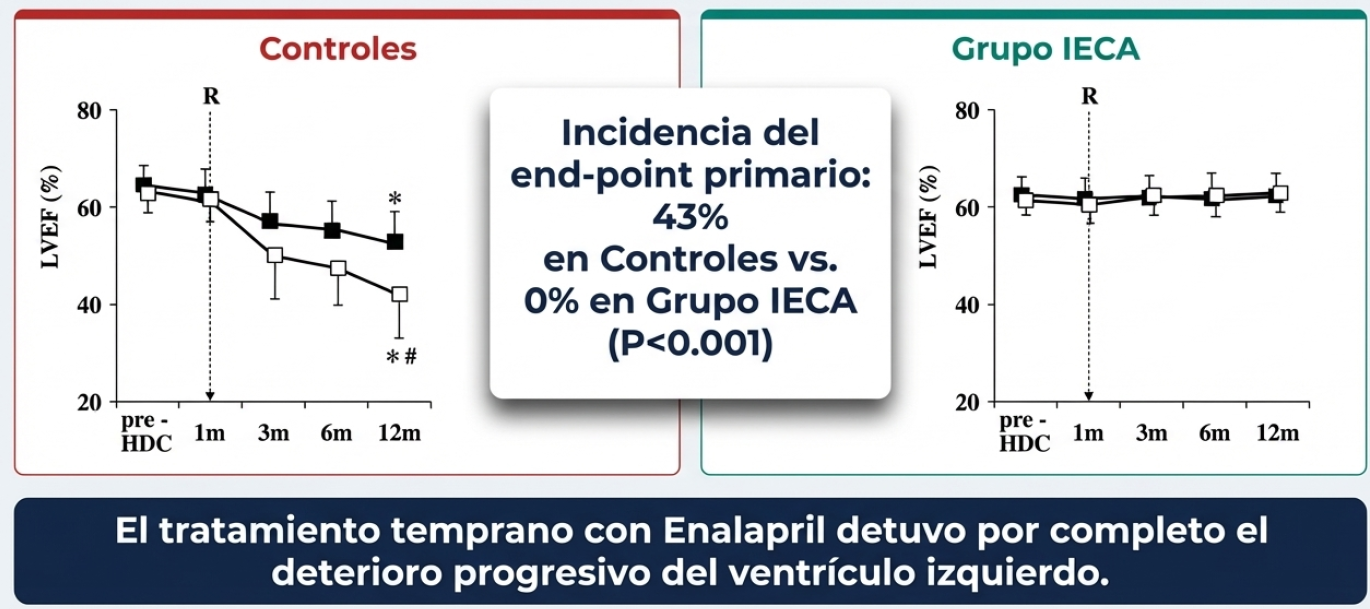 Controles
R
80
60
40
20
LVEF (%)
*
* #
pre -
HDC
1m
3m
6m
12m
Incidencia del
end-point primario:
43%
en Controles vs.
0% en Grupo IECA
(P<0.001)
Grupo IECA
R
80
60
40
20
LVEF (%)
pre -
HDC
1m
3m
6m
12m
El tratamiento temprano con Enalapril detuvo por completo el
deterioro progresivo del ventrículo izquierdo.